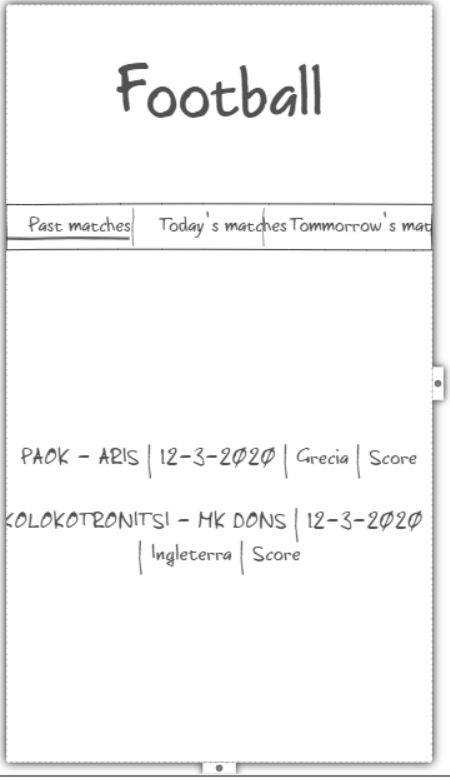 Football
Past matches Today's matches Tommorrow's mat
PAOK - ARIS | 12-3-2020 | Grecia | Score
KOLOKOTRONITSI - MK DONS | 12-3-2020
| Ingleterra | Score